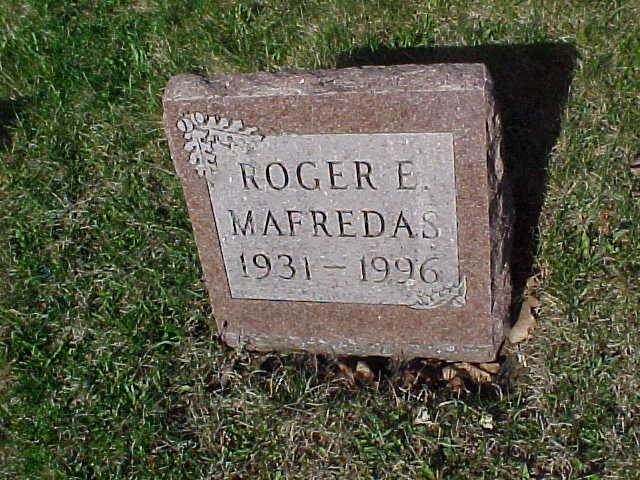 ROGER E.
MAFREDAS
1931 – 1996